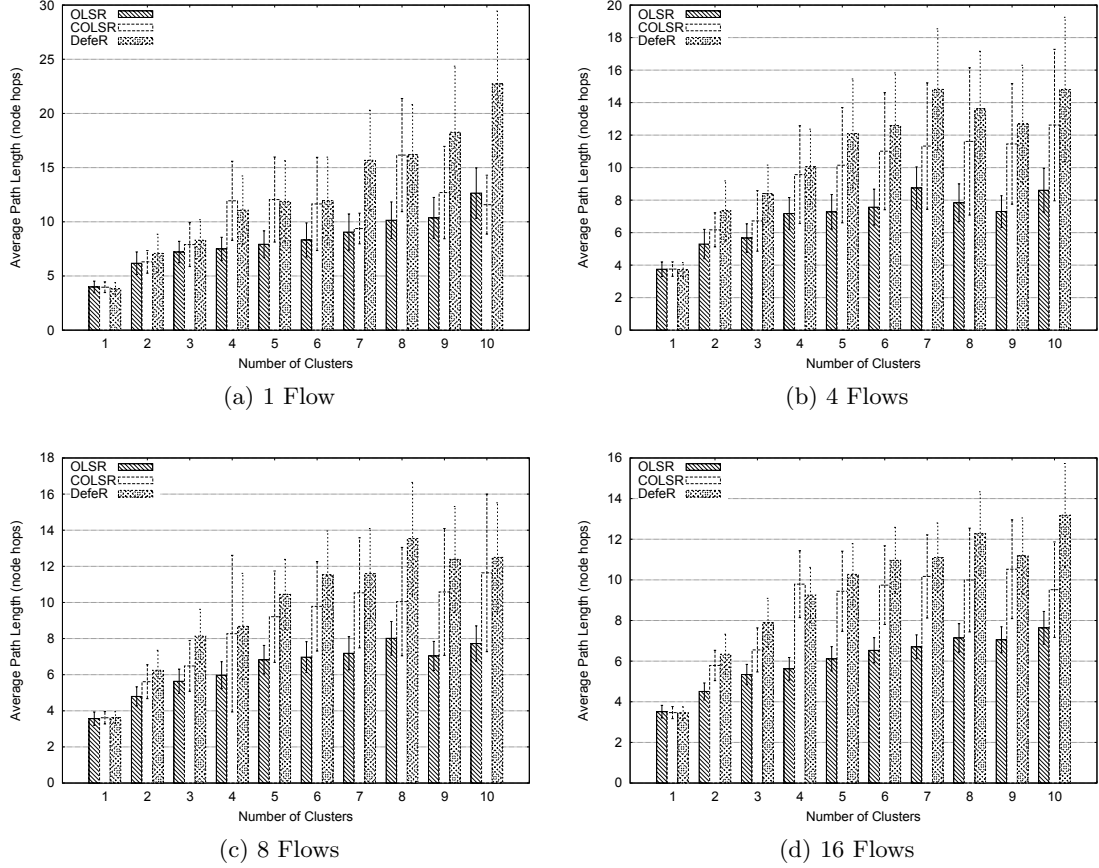 30
25
20
15
10
5
0
Average Path Length (node hops)
OLSR
COLSR
DefeR
1 2 3 4 5 6 7 8 9 10
Number of Clusters
(a) 1 Flow
20
18
16
14
12
10
8
6
4
2
0
Average Path Length (node hops)
OLSR
COLSR
DefeR
1 2 3 4 5 6 7 8 9 10
Number of Clusters
(b) 4 Flows
18
16
14
12
10
8
6
4
2
0
Average Path Length (node hops)
OLSR
COLSR
DefeR
1 2 3 4 5 6 7 8 9 10
Number of Clusters
(c) 8 Flows
16
14
12
10
8
6
4
2
0
Average Path Length (node hops)
OLSR
COLSR
DefeR
1 2 3 4 5 6 7 8 9 10
Number of Clusters
(d) 16 Flows